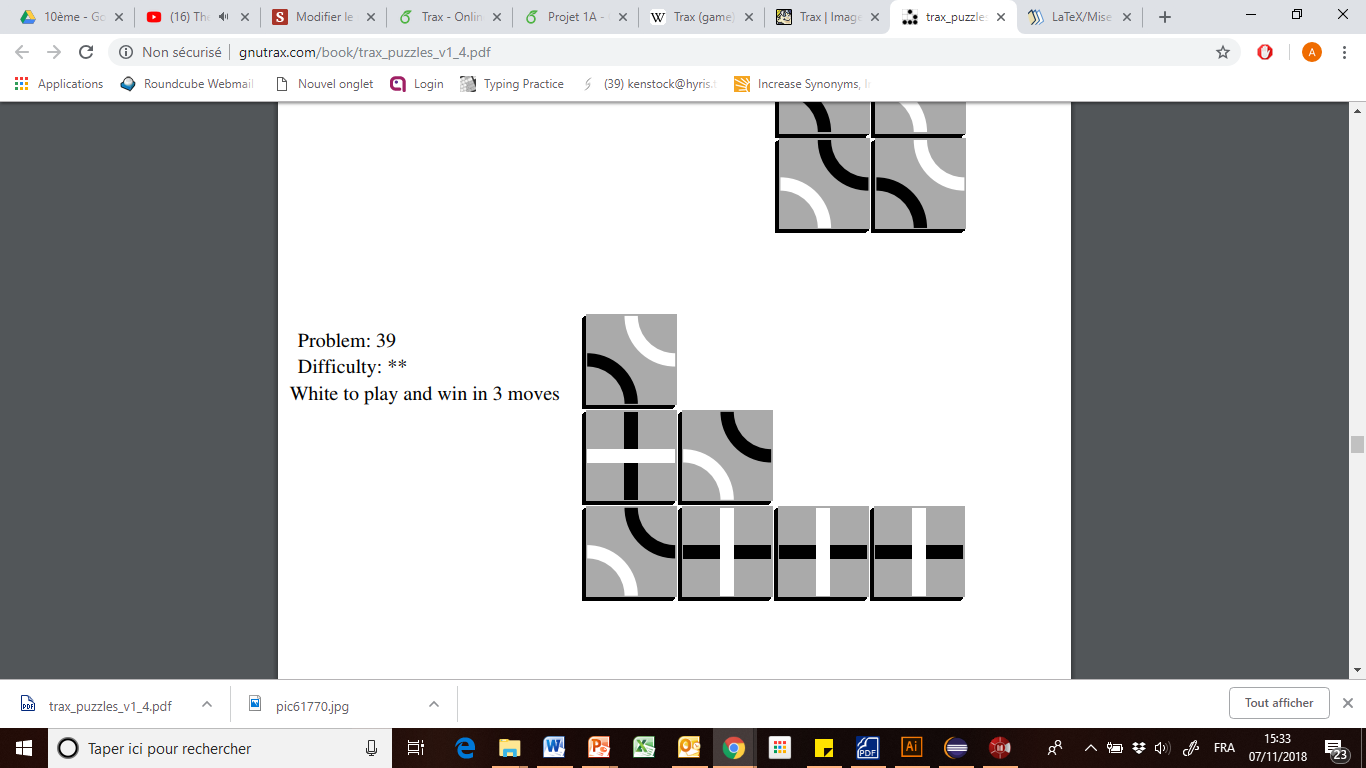 10ème - Go
(16) The
Modifier le
Trax - Onlin
Projet 1A -
Trax (game)
Trax | Image
trax_puzzles
LaTeX/Mise
Non sécurisé
gnutrax.com/book/trax_puzzles_v1_4.pdf
A
Applications
Roundcube Webmail
Nouvel onglet
Login
Typing Practice
(39) kenstock@hyris.t
Increase Synonyms, I
Problem: 39
Difficulty: **
White to play and win in 3 moves
trax_puzzles_v1_4.pdf
pic61770.jpg
Tout afficher
Taper ici pour rechercher
FRA
15:33
07/11/2018
23